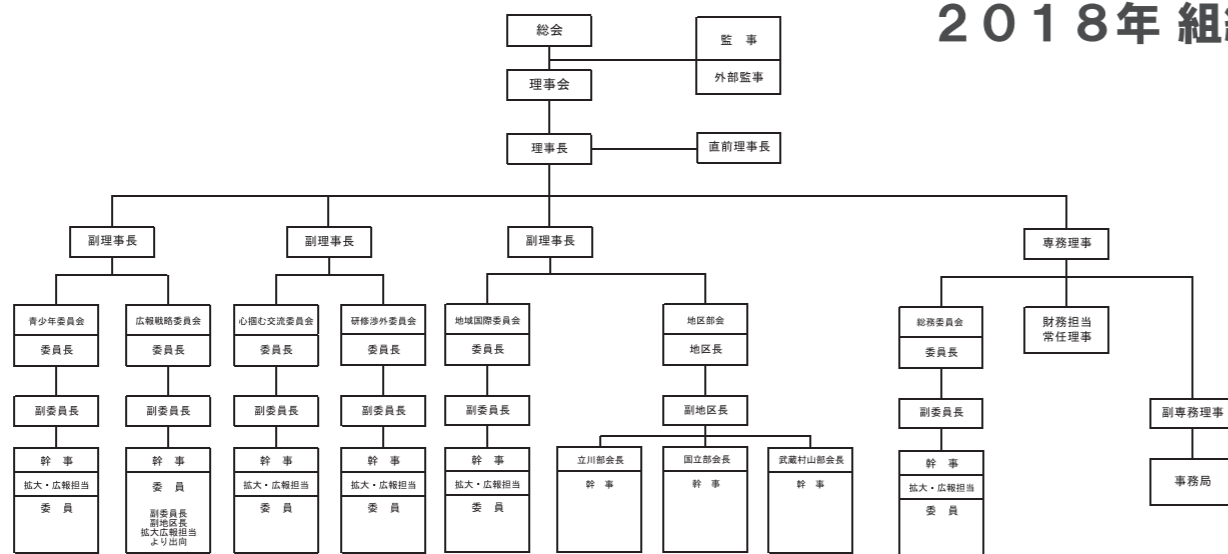 ２０１８年 組
総会
監　事
外部監事
理事会
理事長
直前理事長
副理事長
副理事長
副理事長
専務理事
青少年委員会
委員長
広報戦略委員会
委員長
心掴む交流委員会
委員長
研修渉外委員会
委員長
地域国際委員会
委員長
地区部会
地区長
総務委員会
委員長
財務担当
常任理事
副委員長
副委員長
副委員長
副委員長
副委員長
副地区長
副委員長
副専務理事
幹　事
拡大・広報担当
委　員
幹　事
委　員
副委員長
副地区長
拡大広報担当
より出向
幹　事
拡大・広報担当
委　員
幹　事
拡大・広報担当
委　員
幹　事
拡大・広報担当
委　員
立川部会長
幹　事
国立部会長
幹　事
武蔵村山部会長
幹　事
幹　事
拡大・広報担当
委　員
事務局